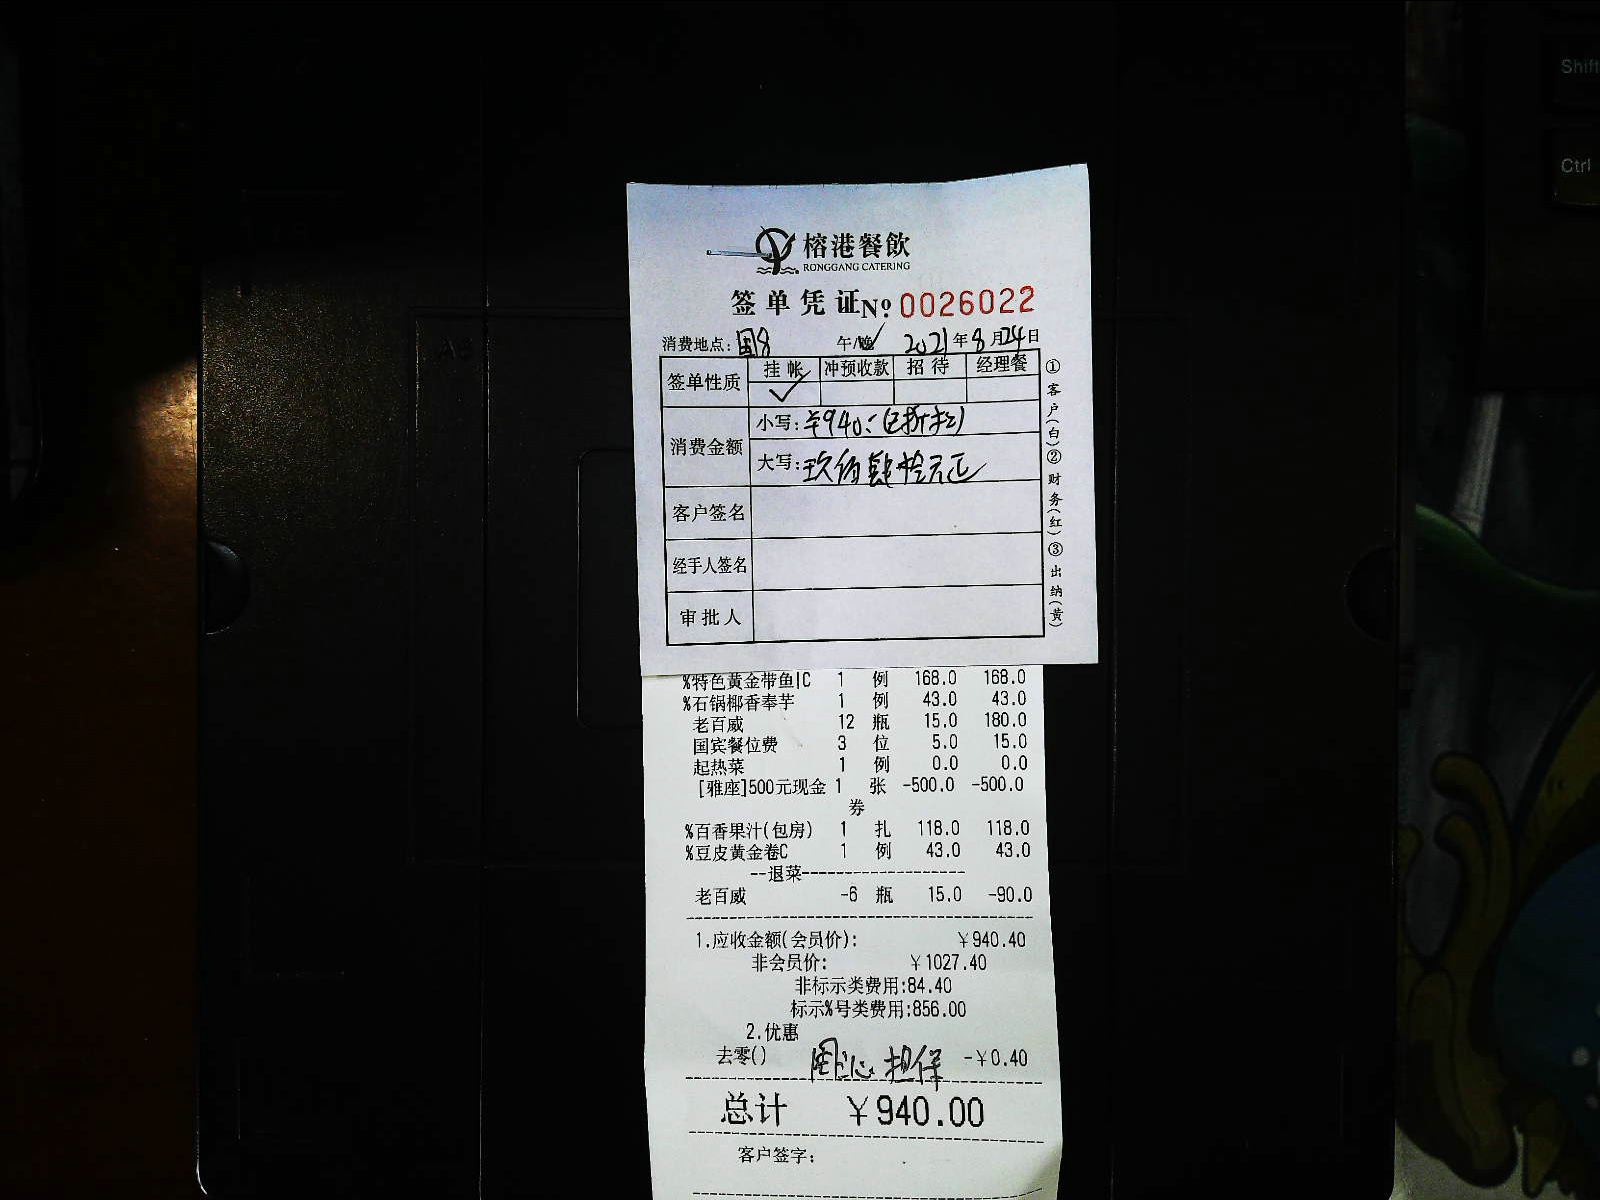 Shift
Ctrl
榕港餐飲
RONGGANG CATERING
签单凭证№ 0026022
消费地点: 国8 午/晚✓ 2021年8月24日
签单性质 挂帐 冲预收款 招待 经理餐
✓
消费金额 小写: ¥940.- (已折扣)
大写: 玖佰肆拾元正
客户签名
经手人签名
审批人
①客户(白)②财务(红)③出纳(黄)
%特色黄金带鱼|C 1 例 168.0 168.0
%石锅椰香奉芋 1 例 43.0 43.0
老百威 12 瓶 15.0 180.0
国宾餐位费 3 位 5.0 15.0
起热菜 1 例 0.0 0.0
[雅座]500元现金 1 张 -500.0 -500.0
券
%百香果汁(包房) 1 扎 118.0 118.0
%豆皮黄金卷C 1 例 43.0 43.0
--退菜--------------------
老百威 -6 瓶 15.0 -90.0
1.应收金额(会员价): ￥940.40
非会员价: ￥1027.40
非标示类费用:84.40
标示%号类费用:856.00
2.优惠
去零() -￥0.40
担保
总计 ￥940.00
客户签字: